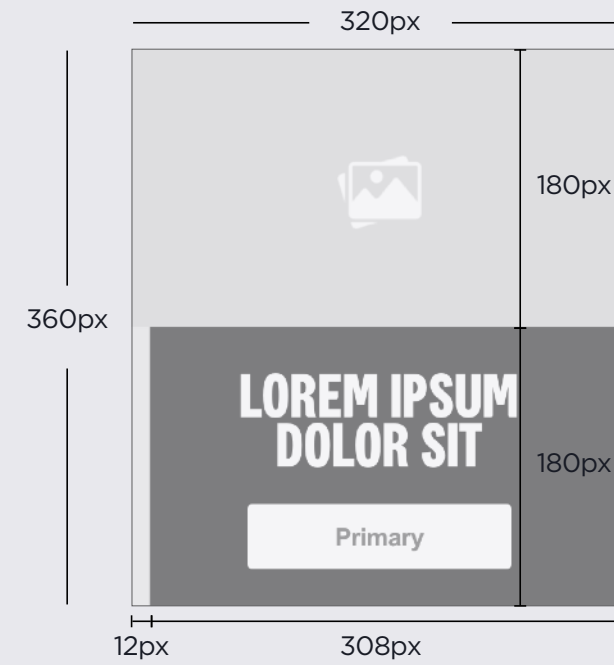 320px
180px
360px
LOREM IPSUM
DOLOR SIT
180px
Primary
12px
308px